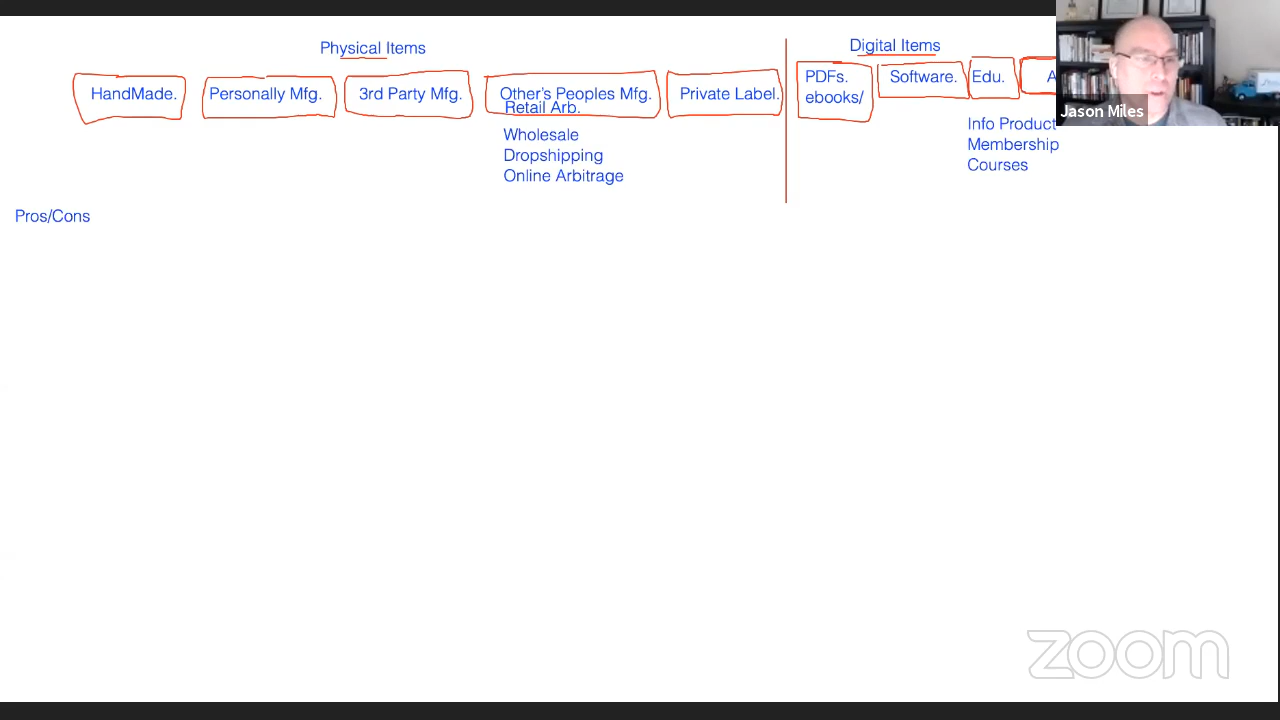 Physical Items
Digital Items
HandMade.
Personally Mfg.
3rd Party Mfg.
Other's Peoples Mfg.
Retail Arb.
Wholesale
Dropshipping
Online Arbitrage
Private Label.
PDFs.
ebooks/
Software.
Edu.
Info Product
Membership
Courses
A
Jason Miles
Pros/Cons
zoom